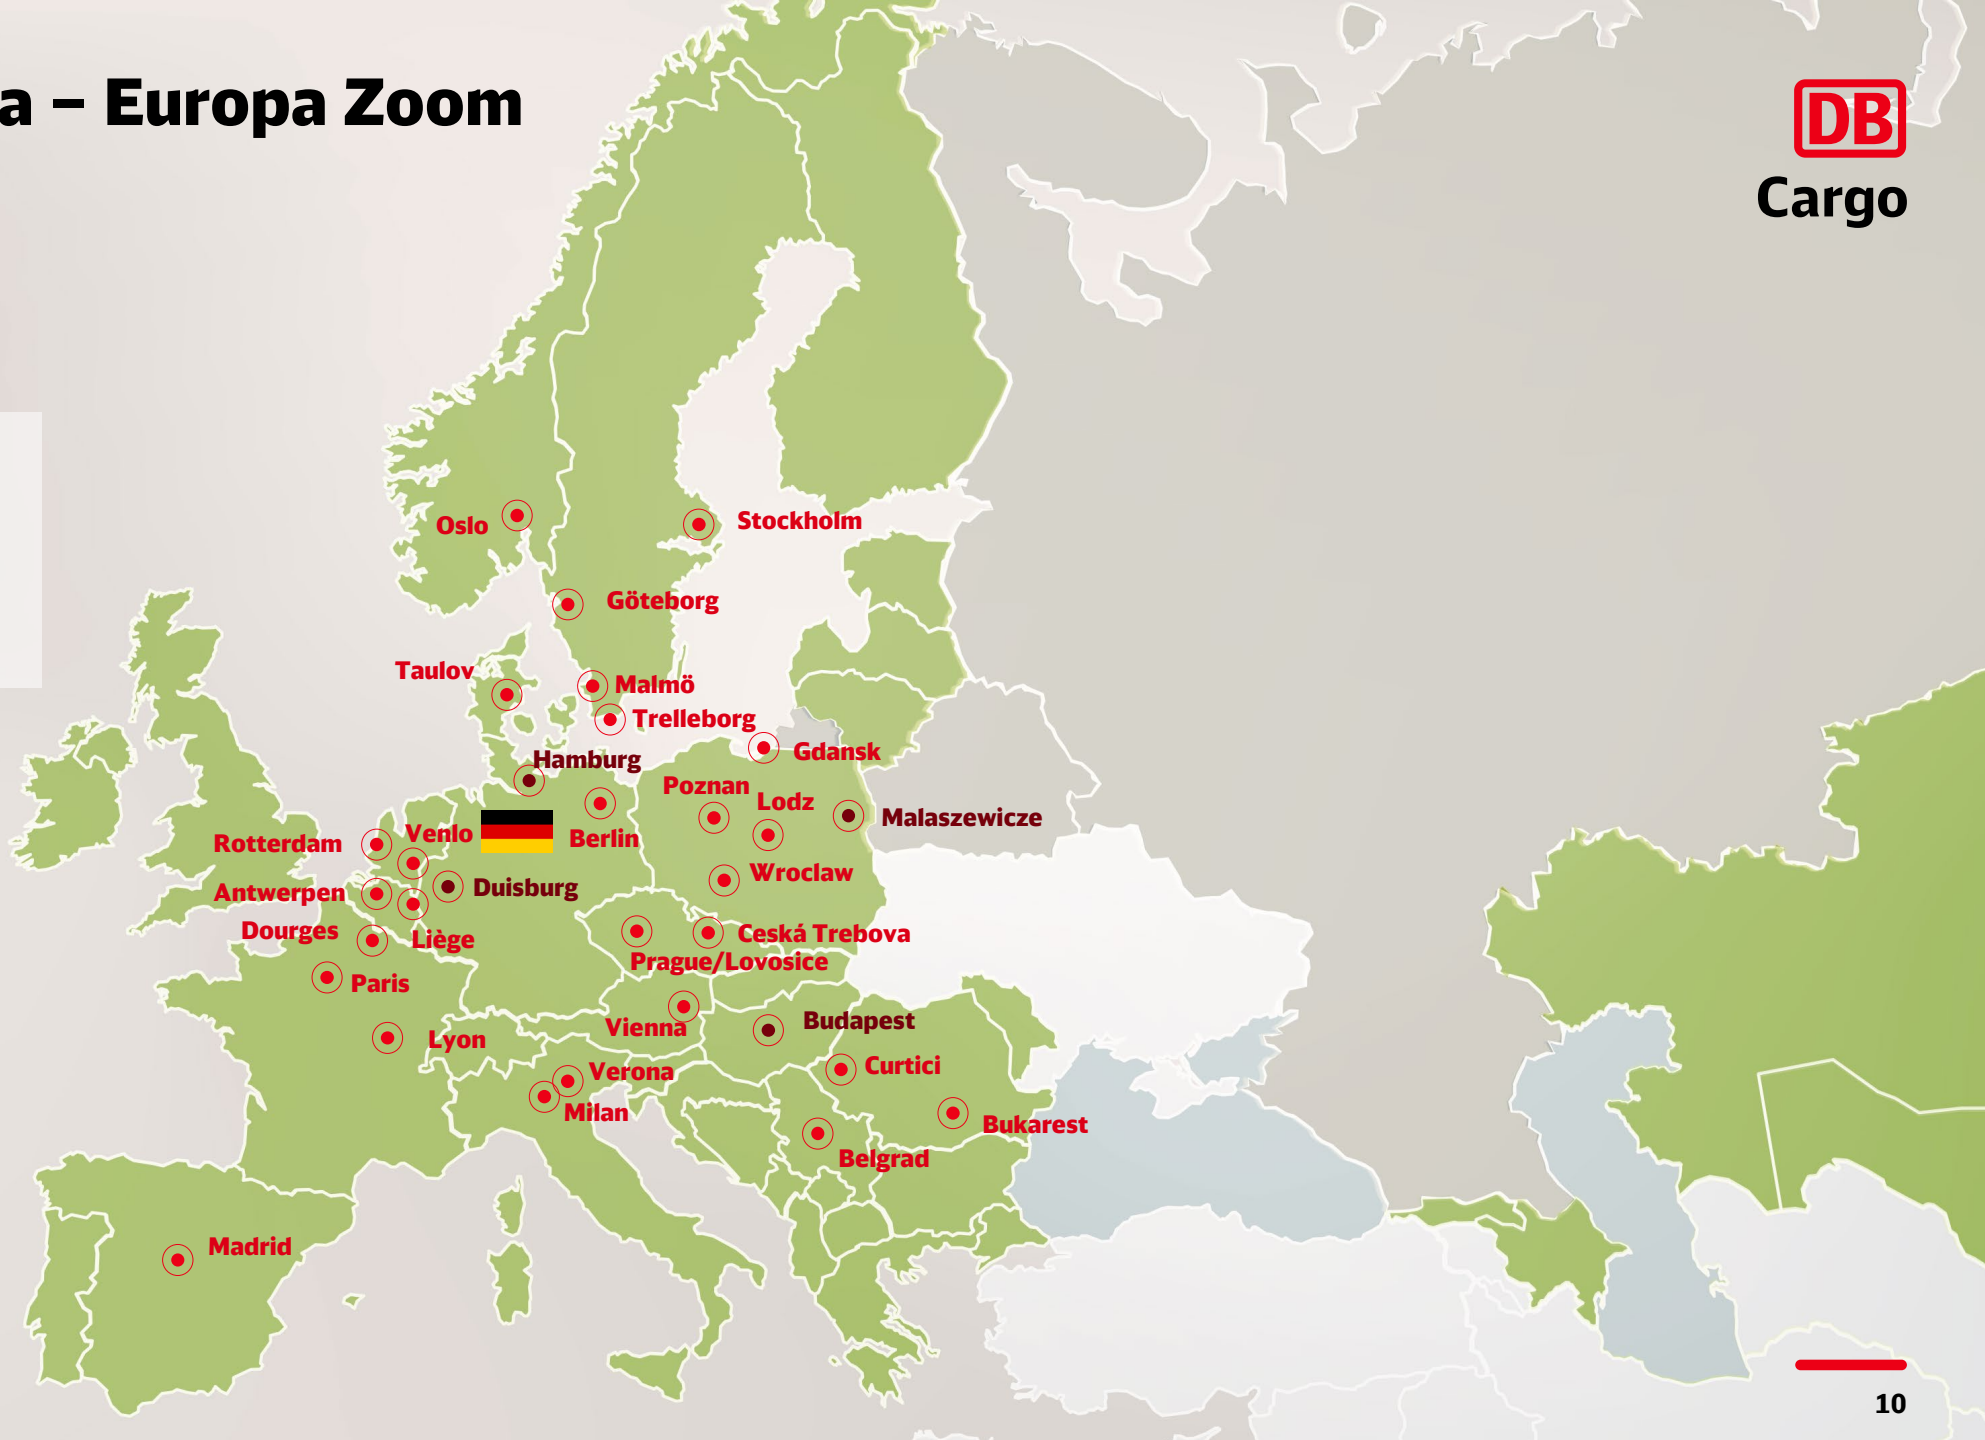 a – Europa Zoom
DB
Cargo
Oslo
Stockholm
Göteborg
Taulov
Malmö
Trelleborg
Gdansk
Hamburg
Poznan
Lodz
Malaszewicze
Rotterdam
Venlo
Berlin
Wroclaw
Antwerpen
Duisburg
Dourges
Liège
Ceská Trebova
Prague/Lovosice
Paris
Vienna
Budapest
Lyon
Verona
Curtici
Milan
Bukarest
Belgrad
Madrid
10